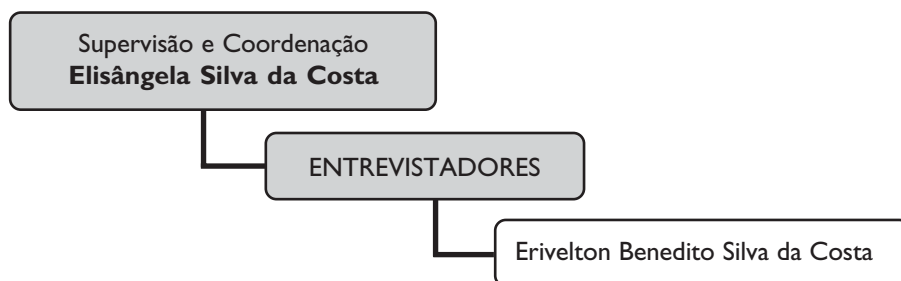 Supervisão e Coordenação
Elisângela Silva da Costa
ENTREVISTADORES
Erivelton Benedito Silva da Costa